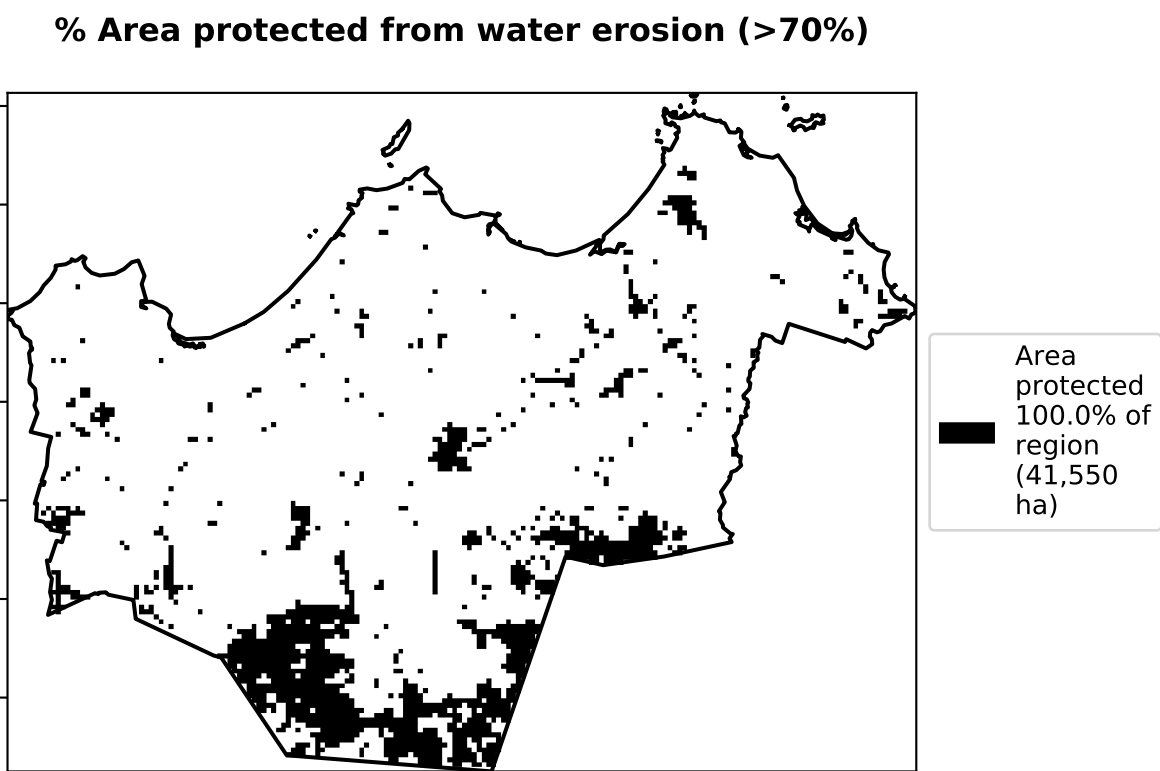 % Area protected from water erosion (>70%)
Area
protected
100.0% of
region
(41,550
ha)